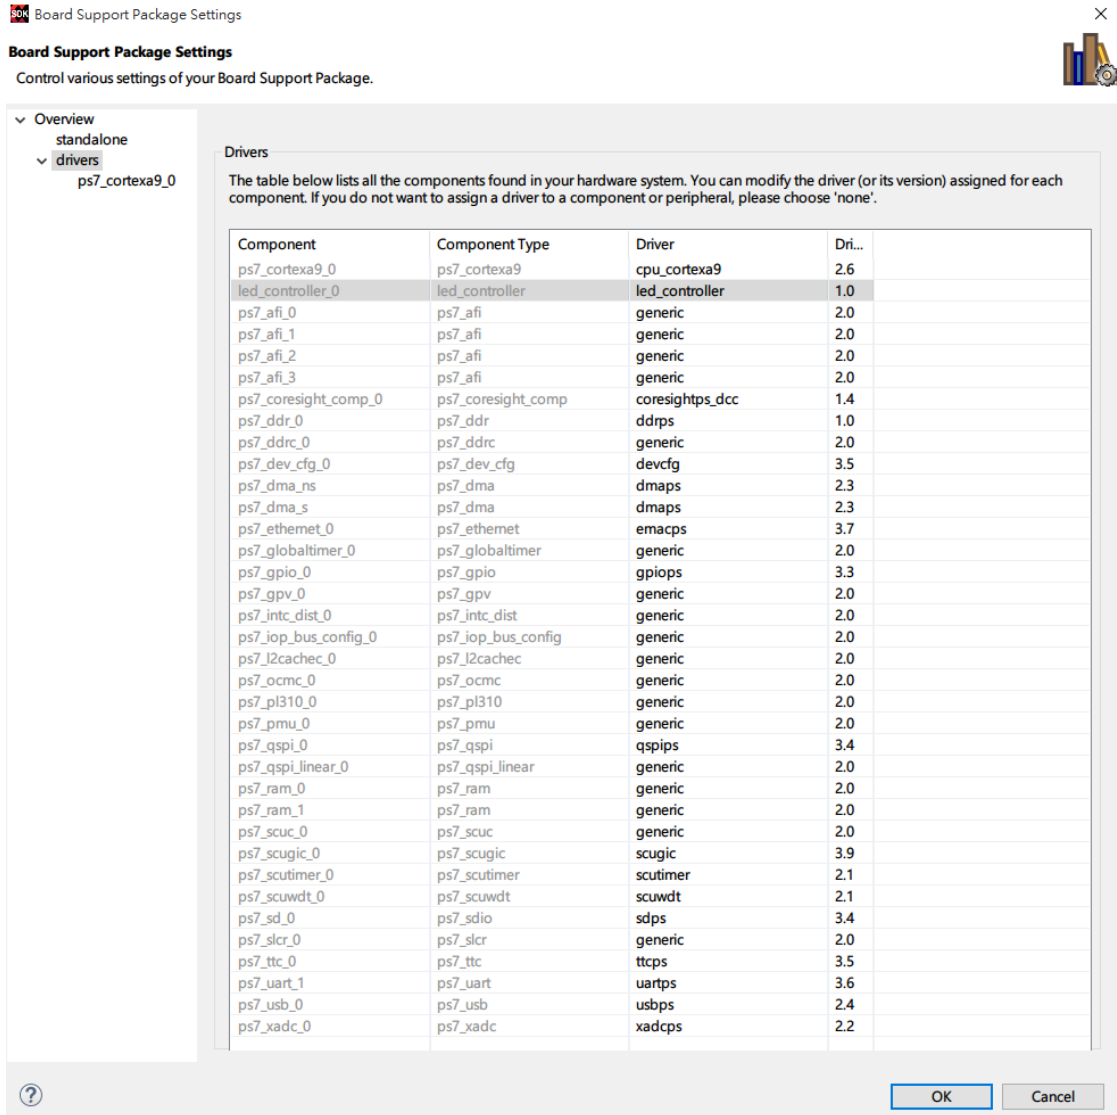 SDK Board Support Package Settings
Board Support Package Settings
Control various settings of your Board Support Package.
Overview
standalone
drivers
ps7_cortexa9_0
Drivers
The table below lists all the components found in your hardware system. You can modify the driver (or its version) assigned for each
component. If you do not want to assign a driver to a component or peripheral, please choose 'none'.
Component Component Type Driver Dri...
ps7_cortexa9_0 ps7_cortexa9 cpu_cortexa9 2.6
led_controller_0 led_controller led_controller 1.0
ps7_afi_0 ps7_afi generic 2.0
ps7_afi_1 ps7_afi generic 2.0
ps7_afi_2 ps7_afi generic 2.0
ps7_afi_3 ps7_afi generic 2.0
ps7_coresight_comp_0 ps7_coresight_comp coresightps_dcc 1.4
ps7_ddr_0 ps7_ddr ddrps 1.0
ps7_ddrc_0 ps7_ddrc generic 2.0
ps7_dev_cfg_0 ps7_dev_cfg devcfg 3.5
ps7_dma_ns ps7_dma dmaps 2.3
ps7_dma_s ps7_dma dmaps 2.3
ps7_ethernet_0 ps7_ethernet emacps 3.7
ps7_globaltimer_0 ps7_globaltimer generic 2.0
ps7_gpio_0 ps7_gpio gpiops 3.3
ps7_gpv_0 ps7_gpv generic 2.0
ps7_intc_dist_0 ps7_intc_dist generic 2.0
ps7_iop_bus_config_0 ps7_iop_bus_config generic 2.0
ps7_l2cachec_0 ps7_l2cachec generic 2.0
ps7_ocmc_0 ps7_ocmc generic 2.0
ps7_pl310_0 ps7_pl310 generic 2.0
ps7_pmu_0 ps7_pmu generic 2.0
ps7_qspi_0 ps7_qspi qspips 3.4
ps7_qspi_linear_0 ps7_qspi_linear generic 2.0
ps7_ram_0 ps7_ram generic 2.0
ps7_ram_1 ps7_ram generic 2.0
ps7_scuc_0 ps7_scuc generic 2.0
ps7_scugic_0 ps7_scugic scugic 3.9
ps7_scutimer_0 ps7_scutimer scutimer 2.1
ps7_scuwdt_0 ps7_scuwdt scuwdt 2.1
ps7_sd_0 ps7_sdio sdps 3.4
ps7_slcr_0 ps7_slcr generic 2.0
ps7_ttc_0 ps7_ttc ttcps 3.5
ps7_uart_1 ps7_uart uartps 3.6
ps7_usb_0 ps7_usb usbps 2.4
ps7_xadc_0 ps7_xadc xadcps 2.2
? OK Cancel